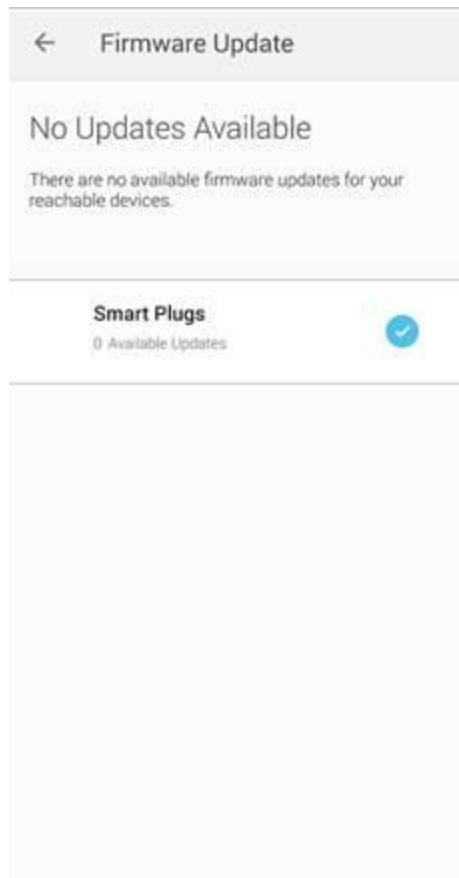 Firmware Update
No Updates Available
There are no available firmware updates for your
reachable devices.
Smart Plugs
0 Available Updates